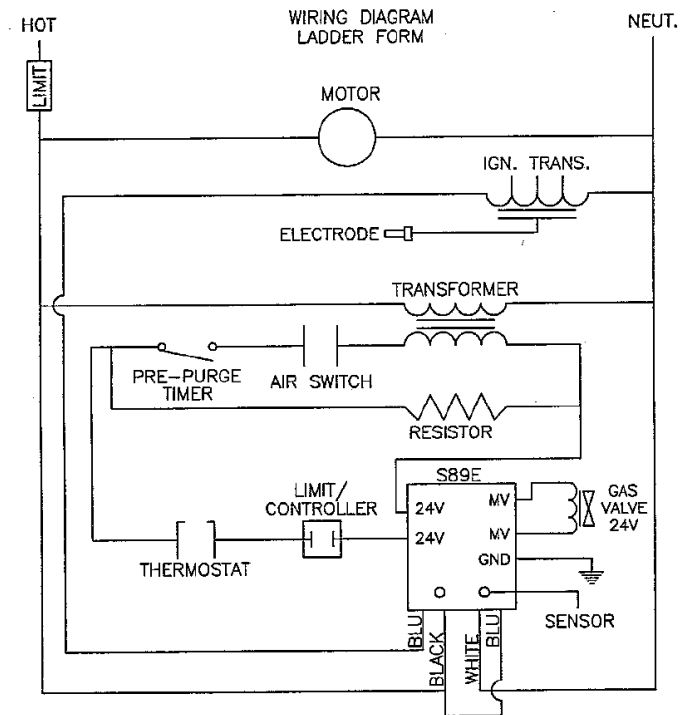 WIRING DIAGRAM
LADDER FORM
HOT
NEUT.
LIMIT
MOTOR
IGN. TRANS.
ELECTRODE
TRANSFORMER
PRE-PURGE
TIMER
AIR SWITCH
RESISTOR
S89E
LIMIT/
CONTROLLER
THERMOSTAT
24V
24V
MV
MV
GND
GAS
VALVE
24V
SENSOR
BLU
BLACK
WHITE
BLU